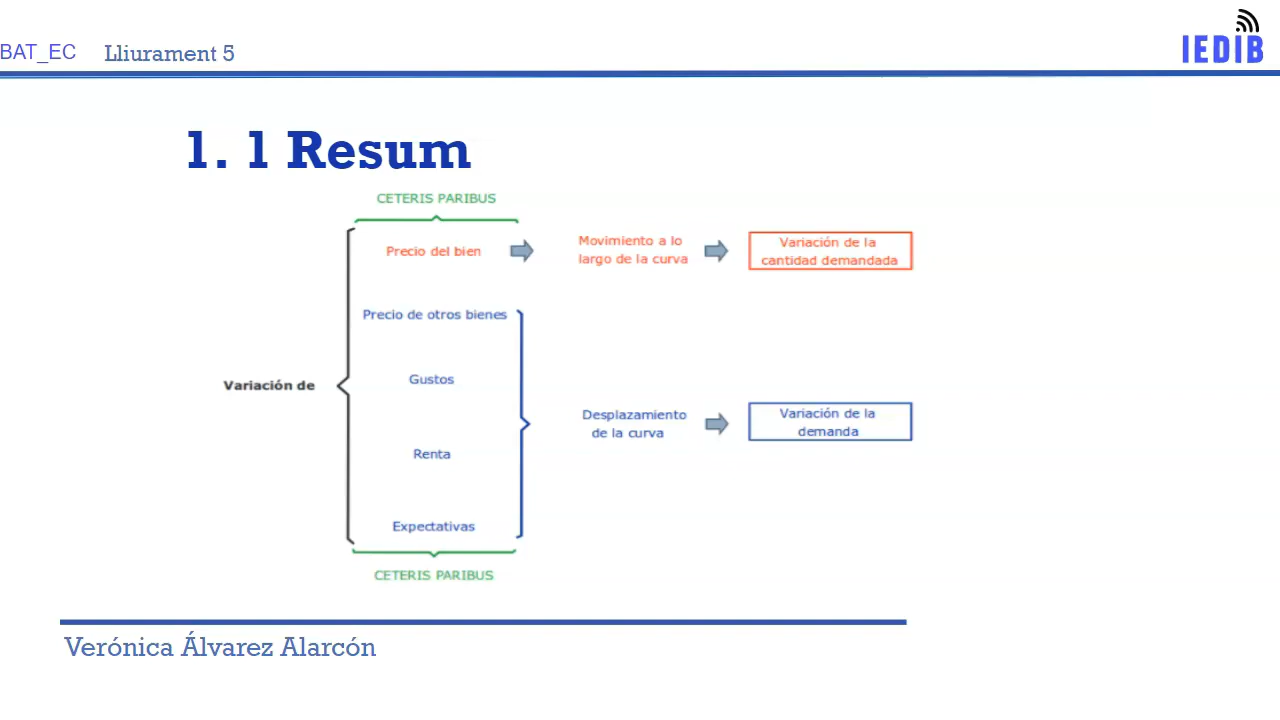 BAT_EC Lliurament 5
IEDIB
1. 1 Resum
CETERIS PARIBUS
Precio del bien
Movimiento a lo
largo de la curva
Variación de la
cantidad demandada
Precio de otros bienes
Gustos
Variación de
Desplazamiento
de la curva
Variación de la
demanda
Renta
Expectativas
CETERIS PARIBUS
Verónica Álvarez Alarcón